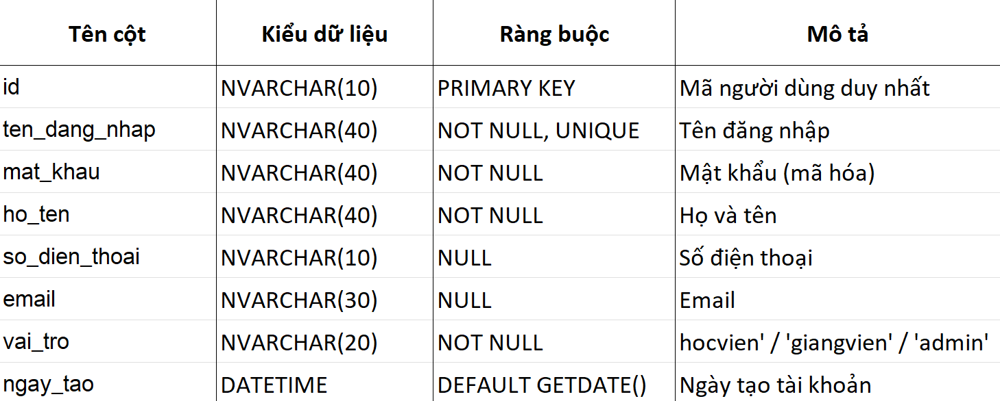 Tên cột Kiểu dữ liệu Ràng buộc Mô tả
id NVARCHAR(10) PRIMARY KEY Mã người dùng duy nhất
ten_dang_nhap NVARCHAR(40) NOT NULL, UNIQUE Tên đăng nhập
mat_khau NVARCHAR(40) NOT NULL Mật khẩu (mã hóa)
ho_ten NVARCHAR(40) NOT NULL Họ và tên
so_dien_thoai NVARCHAR(10) NULL Số điện thoại
email NVARCHAR(30) NULL Email
vai_tro NVARCHAR(20) NOT NULL hocvien' / 'giangvien' / 'admin'
ngay_tao DATETIME DEFAULT GETDATE() Ngày tạo tài khoản